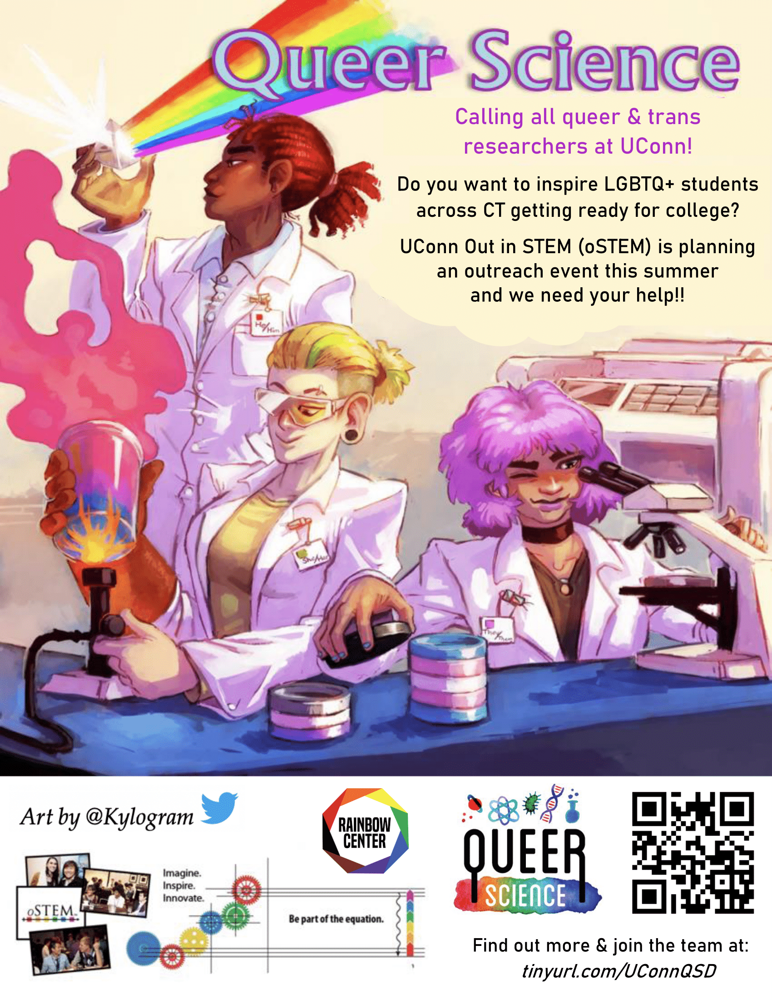 Queer Science
Calling all queer & trans
researchers at UConn!
Do you want to inspire LGBTQ+ students
across CT getting ready for college?
UConn Out in STEM (oSTEM) is planning
an outreach event this summer
and we need your help!!
He/Him
She/Her
They/Them
Art by @Kylogram
RAINBOW
CENTER
QUEER
SCIENCE
oSTEM
Imagine.
Inspire.
Innovate.
Be part of the equation.
Find out more & join the team at:
tinyurl.com/UConnQSD